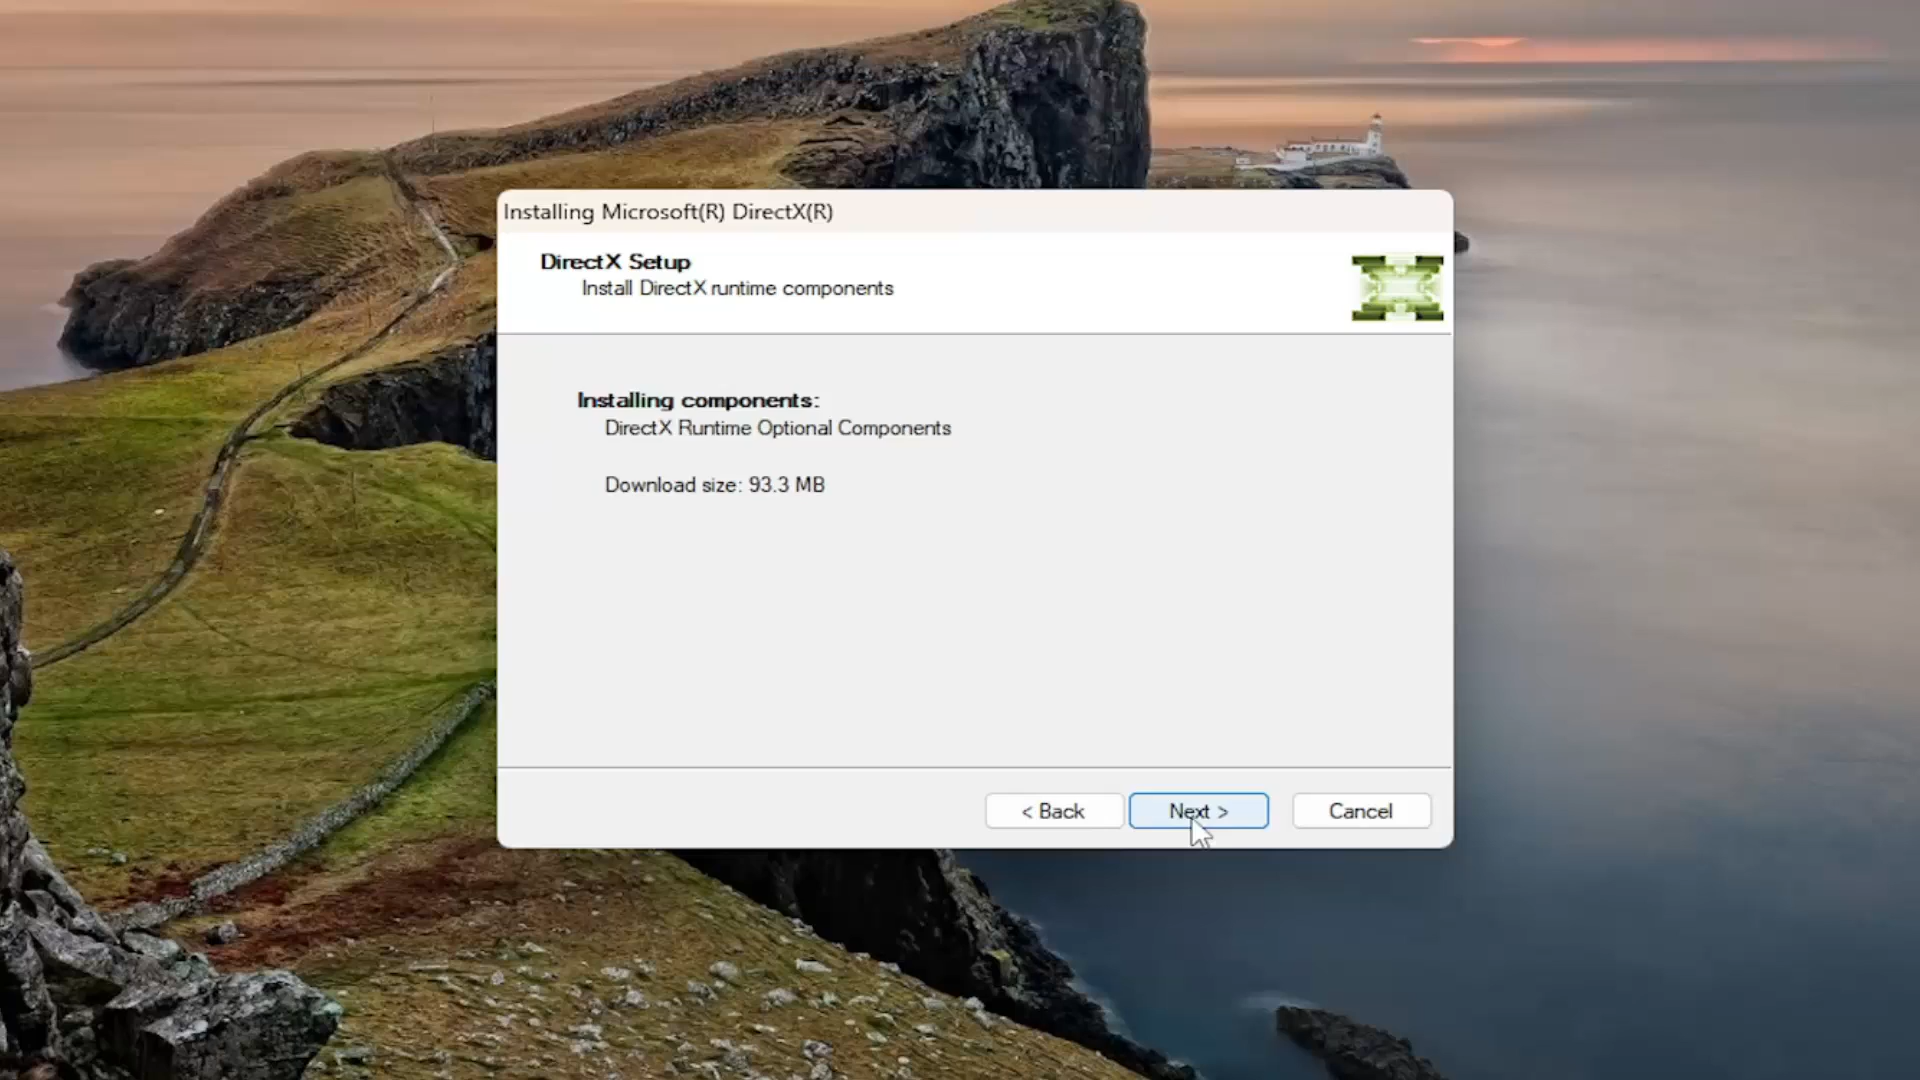 Installing Microsoft(R) DirectX(R)
DirectX Setup
Install DirectX runtime components
Installing components:
DirectX Runtime Optional Components
Download size: 93.3 MB
< Back
Next >
Cancel